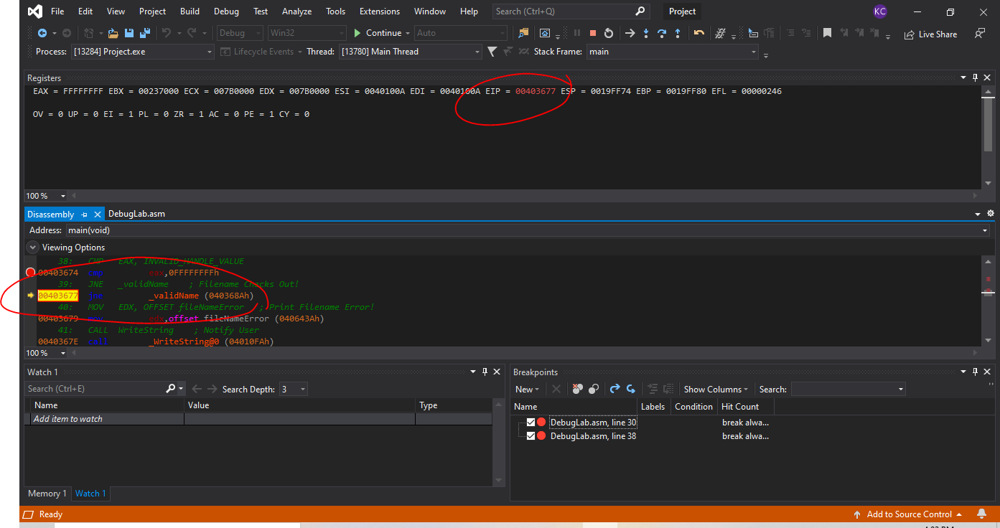 File Edit View Project Build Debug Test Analyze Tools Extensions Window Help Search (Ctrl+Q) Project KC
Debug Win32 Continue Auto Live Share
Process: [13284] Project.exe Lifecycle Events Thread: [13780] Main Thread Stack Frame: main
Registers
EAX = FFFFFFFF EBX = 00237000 ECX = 007B0000 EDX = 007B0000 ESI = 0040100A EDI = 0040100A EIP = 00403677 ESP = 0019FF74 EBP = 0019FF80 EFL = 00000246
OV = 0 UP = 0 EI = 1 PL = 0 ZR = 1 AC = 0 PE = 1 CY = 0
100 %
Disassembly DebugLab.asm
Address: main(void)
Viewing Options
38: CMP EAX, INVALID_HANDLE_VALUE
00403674 cmp eax,0FFFFFFFFh
39: JNE _validName ; Filename Checks Out!
00403677 jne _validName (040368Ah)
40: MOV EDX, OFFSET fileNameError ; Print Filename Error!
00403679 mov edx,offset fileNameError (040643Ah)
41: CALL WriteString ; Notify User
0040367E call _WriteString@0 (04010FAh)
100 %
Watch 1
Search (Ctrl+E) Search Depth: 3
Name Value Type
Add item to watch
Memory 1 Watch 1
Breakpoints
New Show Columns Search:
Name Labels Condition Hit Count
DebugLab.asm, line 30 break alwa...
DebugLab.asm, line 38 break alwa...
Ready Add to Source Control